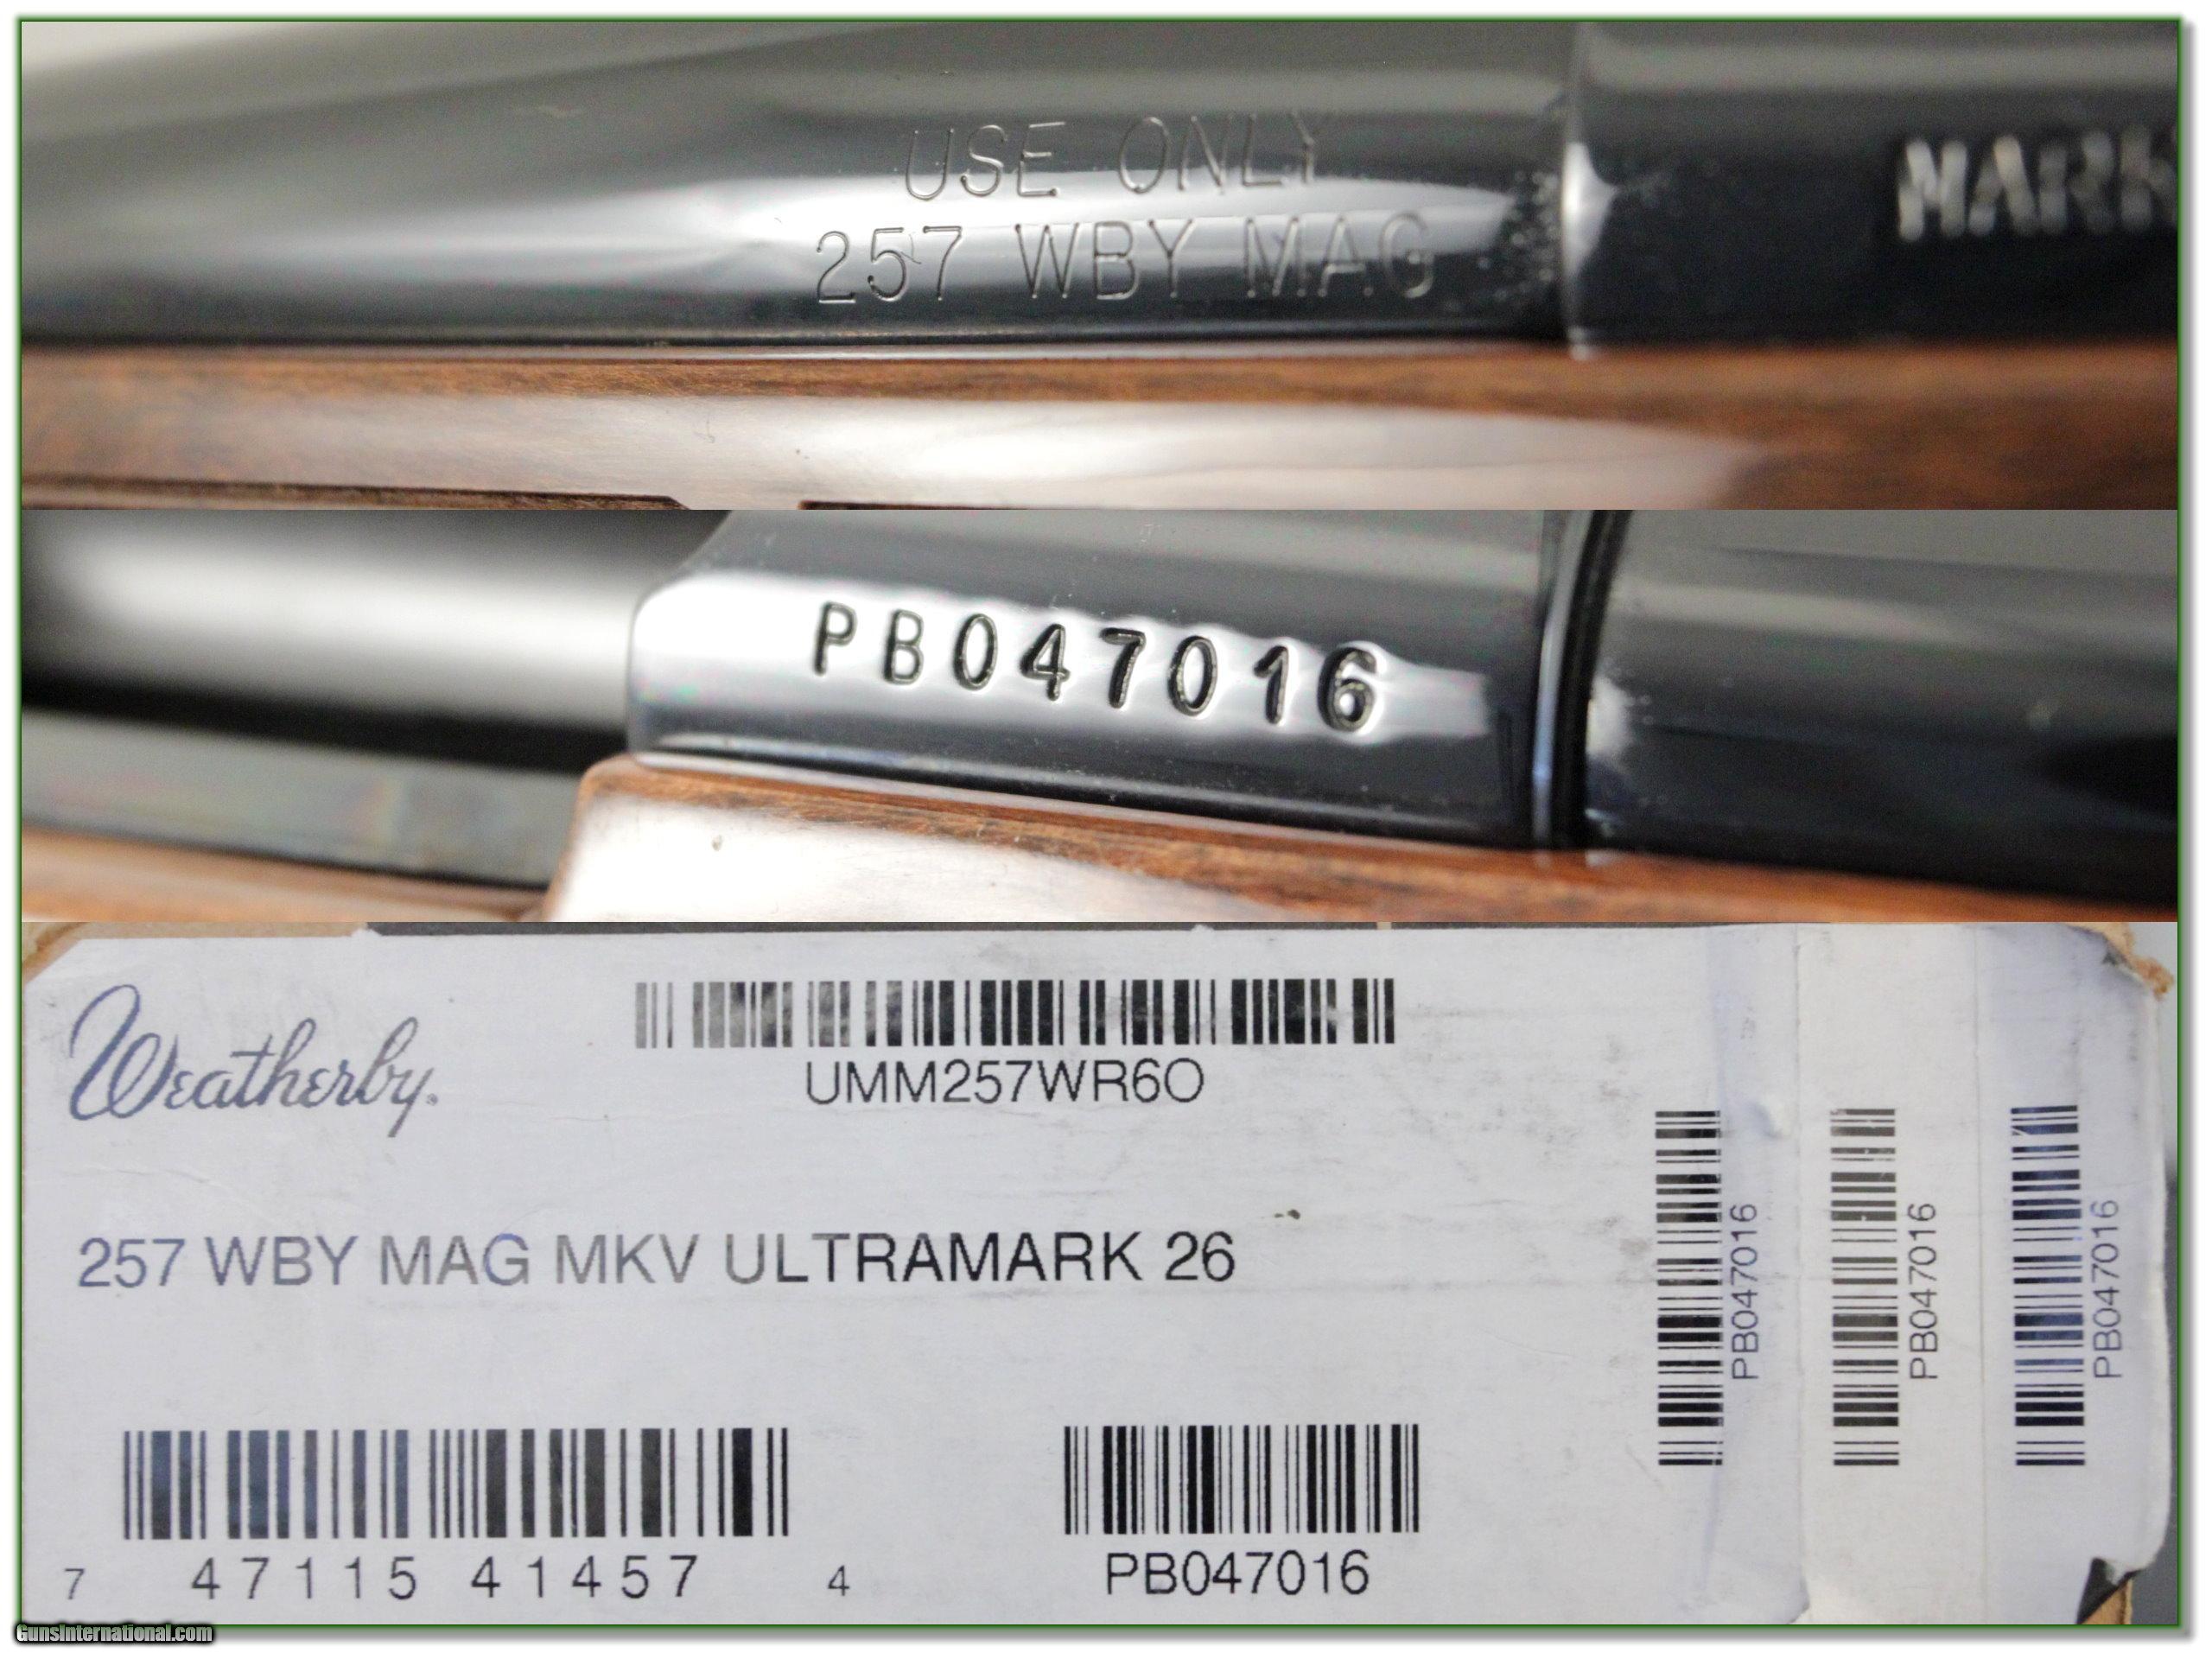 USE ONLY
257 WBY MAG
MARK
PB047016
Weatherby.
UMM257WR6O
257 WBY MAG MKV ULTRAMARK 26
7 47115 41457 4
PB047016
PB047016
PB047016
PB047016
GunsInternational.com